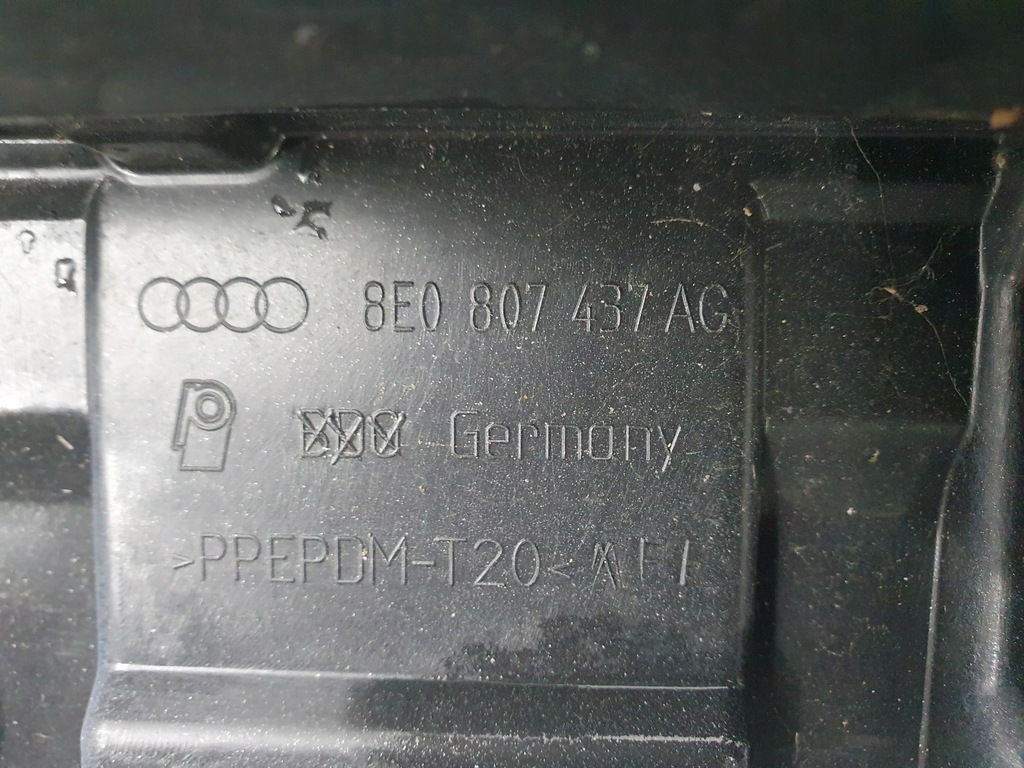 8E0 807 437 AG
Germany
>PPEPDM-T20<